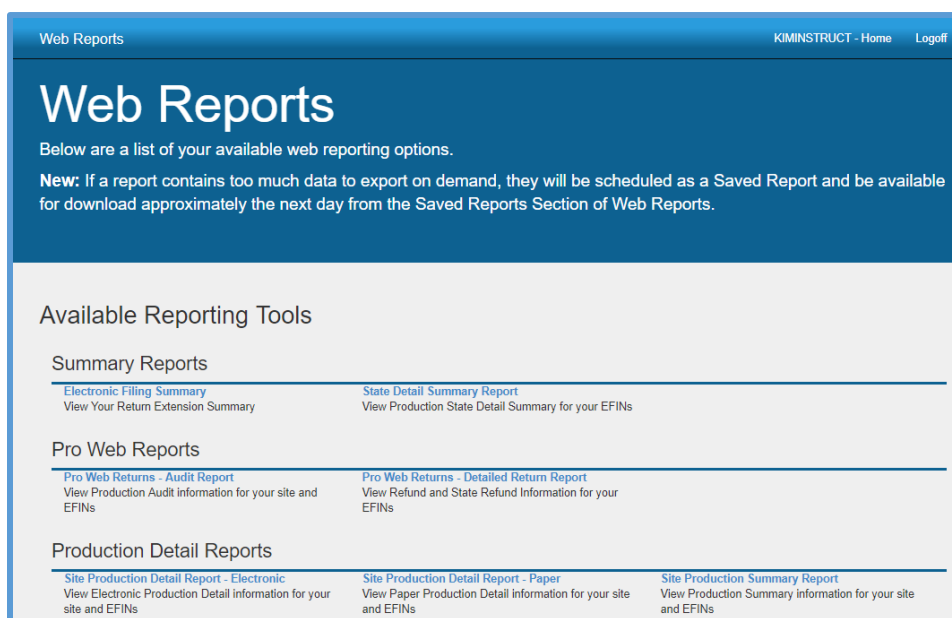 Web Reports
KIMINSTRUCT - Home
Logoff
Web Reports
Below are a list of your available web reporting options.
New: If a report contains too much data to export on demand, they will be scheduled as a Saved Report and be available
for download approximately the next day from the Saved Reports Section of Web Reports.
Available Reporting Tools
Summary Reports
Electronic Filing Summary
View Your Return Extension Summary
State Detail Summary Report
View Production State Detail Summary for your EFINs
Pro Web Reports
Pro Web Returns - Audit Report
View Production Audit information for your site and
EFINs
Pro Web Returns - Detailed Return Report
View Refund and State Refund Information for your
EFINs
Production Detail Reports
Site Production Detail Report - Electronic
View Electronic Production Detail information for your
site and EFINs
Site Production Detail Report - Paper
View Paper Production Detail information for your site
and EFINs
Site Production Summary Report
View Production Summary information for your site
and EFINs